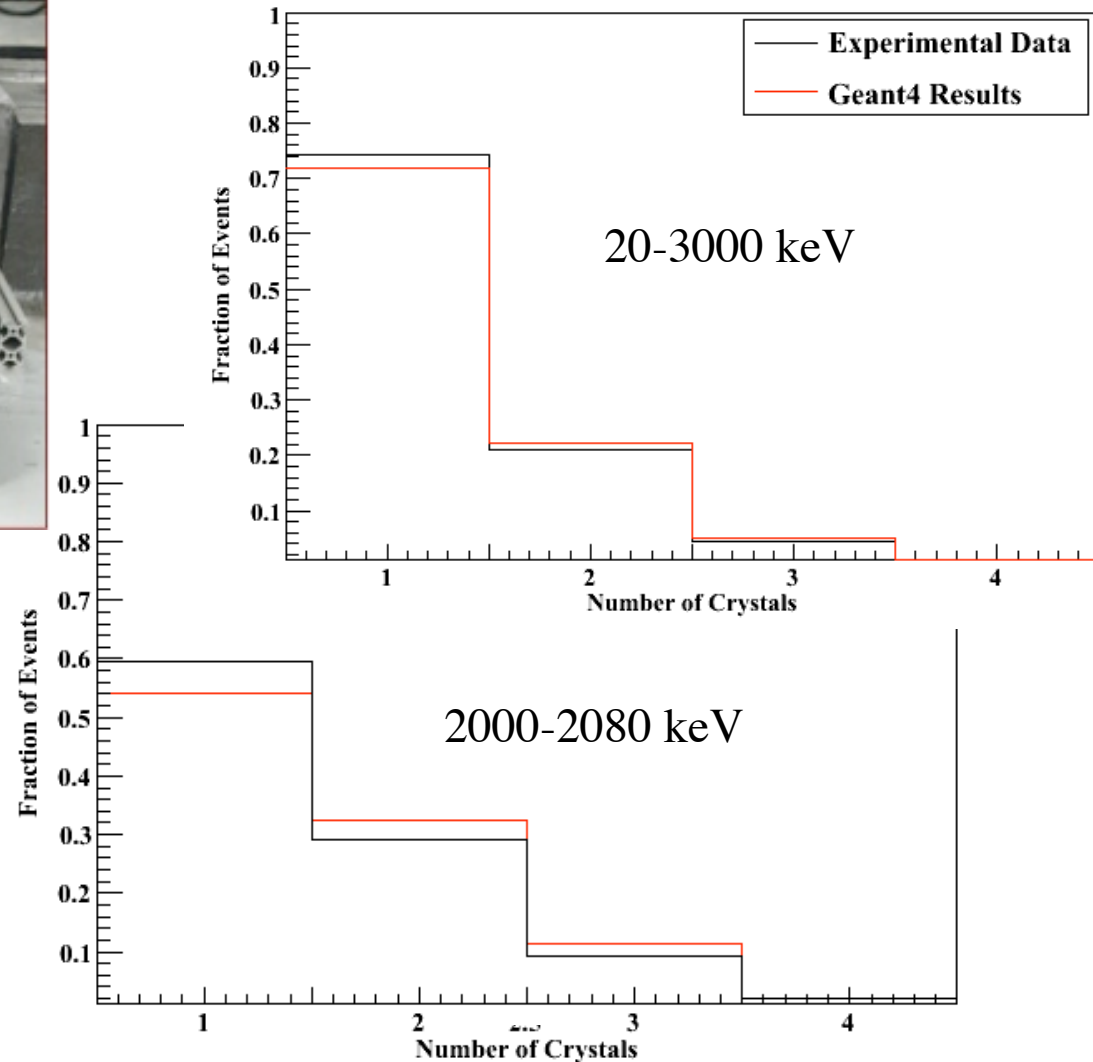 1
0.9
0.8
0.7
0.6
0.5
0.4
0.3
0.2
0.1
Fraction of Events
Experimental Data
Geant4 Results
20-3000 keV
1 2 3 4
Number of Crystals
1
0.9
0.8
0.7
0.6
0.5
0.4
0.3
0.2
0.1
Fraction of Events
2000-2080 keV
1 2 3 4
Number of Crystals